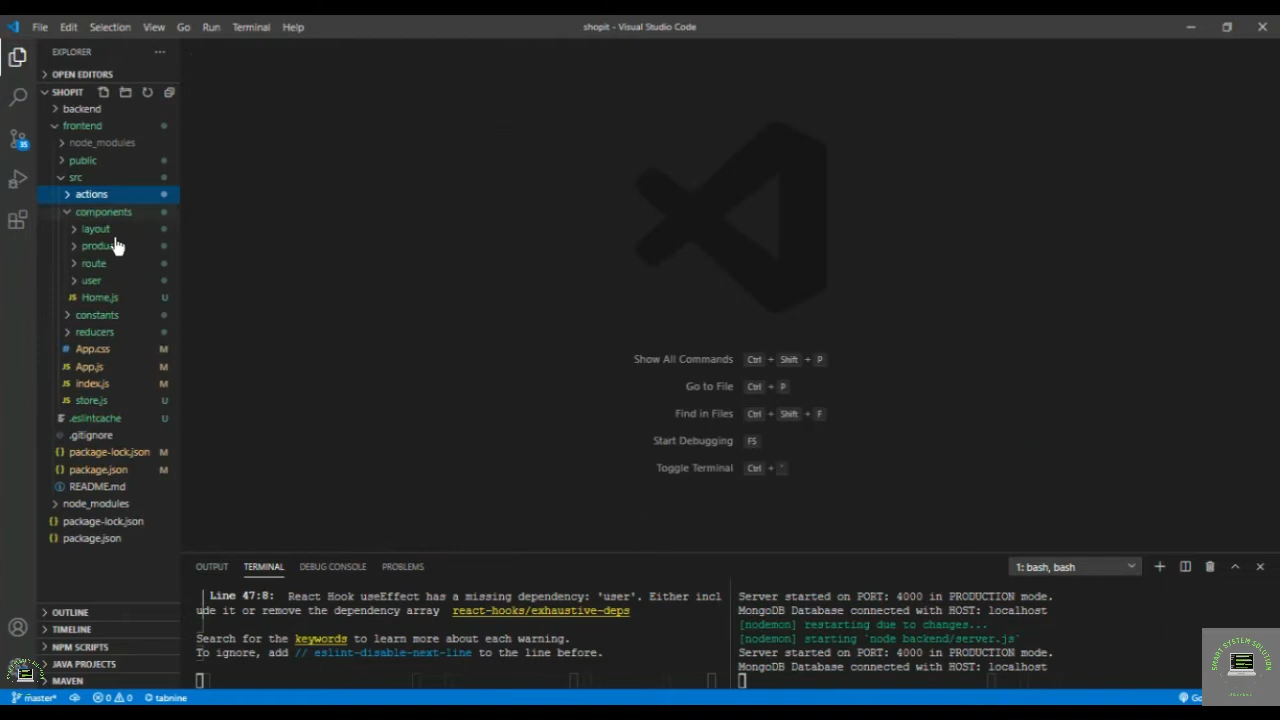 File Edit Selection View Go Run Terminal Help
shopit - Visual Studio Code
EXPLORER
OPEN EDITORS
SHOPIT
backend
frontend
node_modules
public
src
actions
components
layout
route
user
JS Home.js U
constants
reducers
# App.css M
JS App.js M
JS index.js M
JS store.js U
.eslintcache U
.gitignore
{} package-lock.json M
{} package.json M
README.md
node_modules
{} package-lock.json
{} package.json
OUTLINE
TIMELINE
NPM SCRIPTS
JAVA PROJECTS
MAVEN
35
Show All Commands Ctrl + Shift + P
Go to File Ctrl + P
Find in Files Ctrl + Shift + F
Start Debugging F5
Toggle Terminal Ctrl + `
OUTPUT TERMINAL DEBUG CONSOLE PROBLEMS
1: bash, bash
Line 47:8: React Hook useEffect has a missing dependency: 'user'. Either incl
ude it or remove the dependency array react-hooks/exhaustive-deps
Search for the keywords to learn more about each warning.
To ignore, add // eslint-disable-next-line to the line before.
Server started on PORT: 4000 in PRODUCTION mode.
MongoDB Database connected with HOST: localhost
[nodemon] restarting due to changes...
[nodemon] starting `node backend/server.js`
Server started on PORT: 4000 in PRODUCTION mode.
MongoDB Database connected with HOST: localhost
master* 0 0 tabnine
SMART SYSTEM SOLUTION